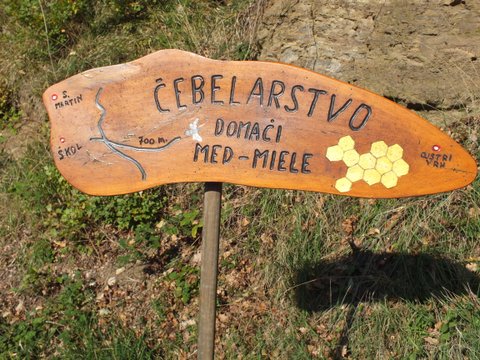 ČEBELARSTVO
DOMAČI
MED-MIELE
Š.
MARTIN
ŠKOL
700 m.
OSTRI
VRH